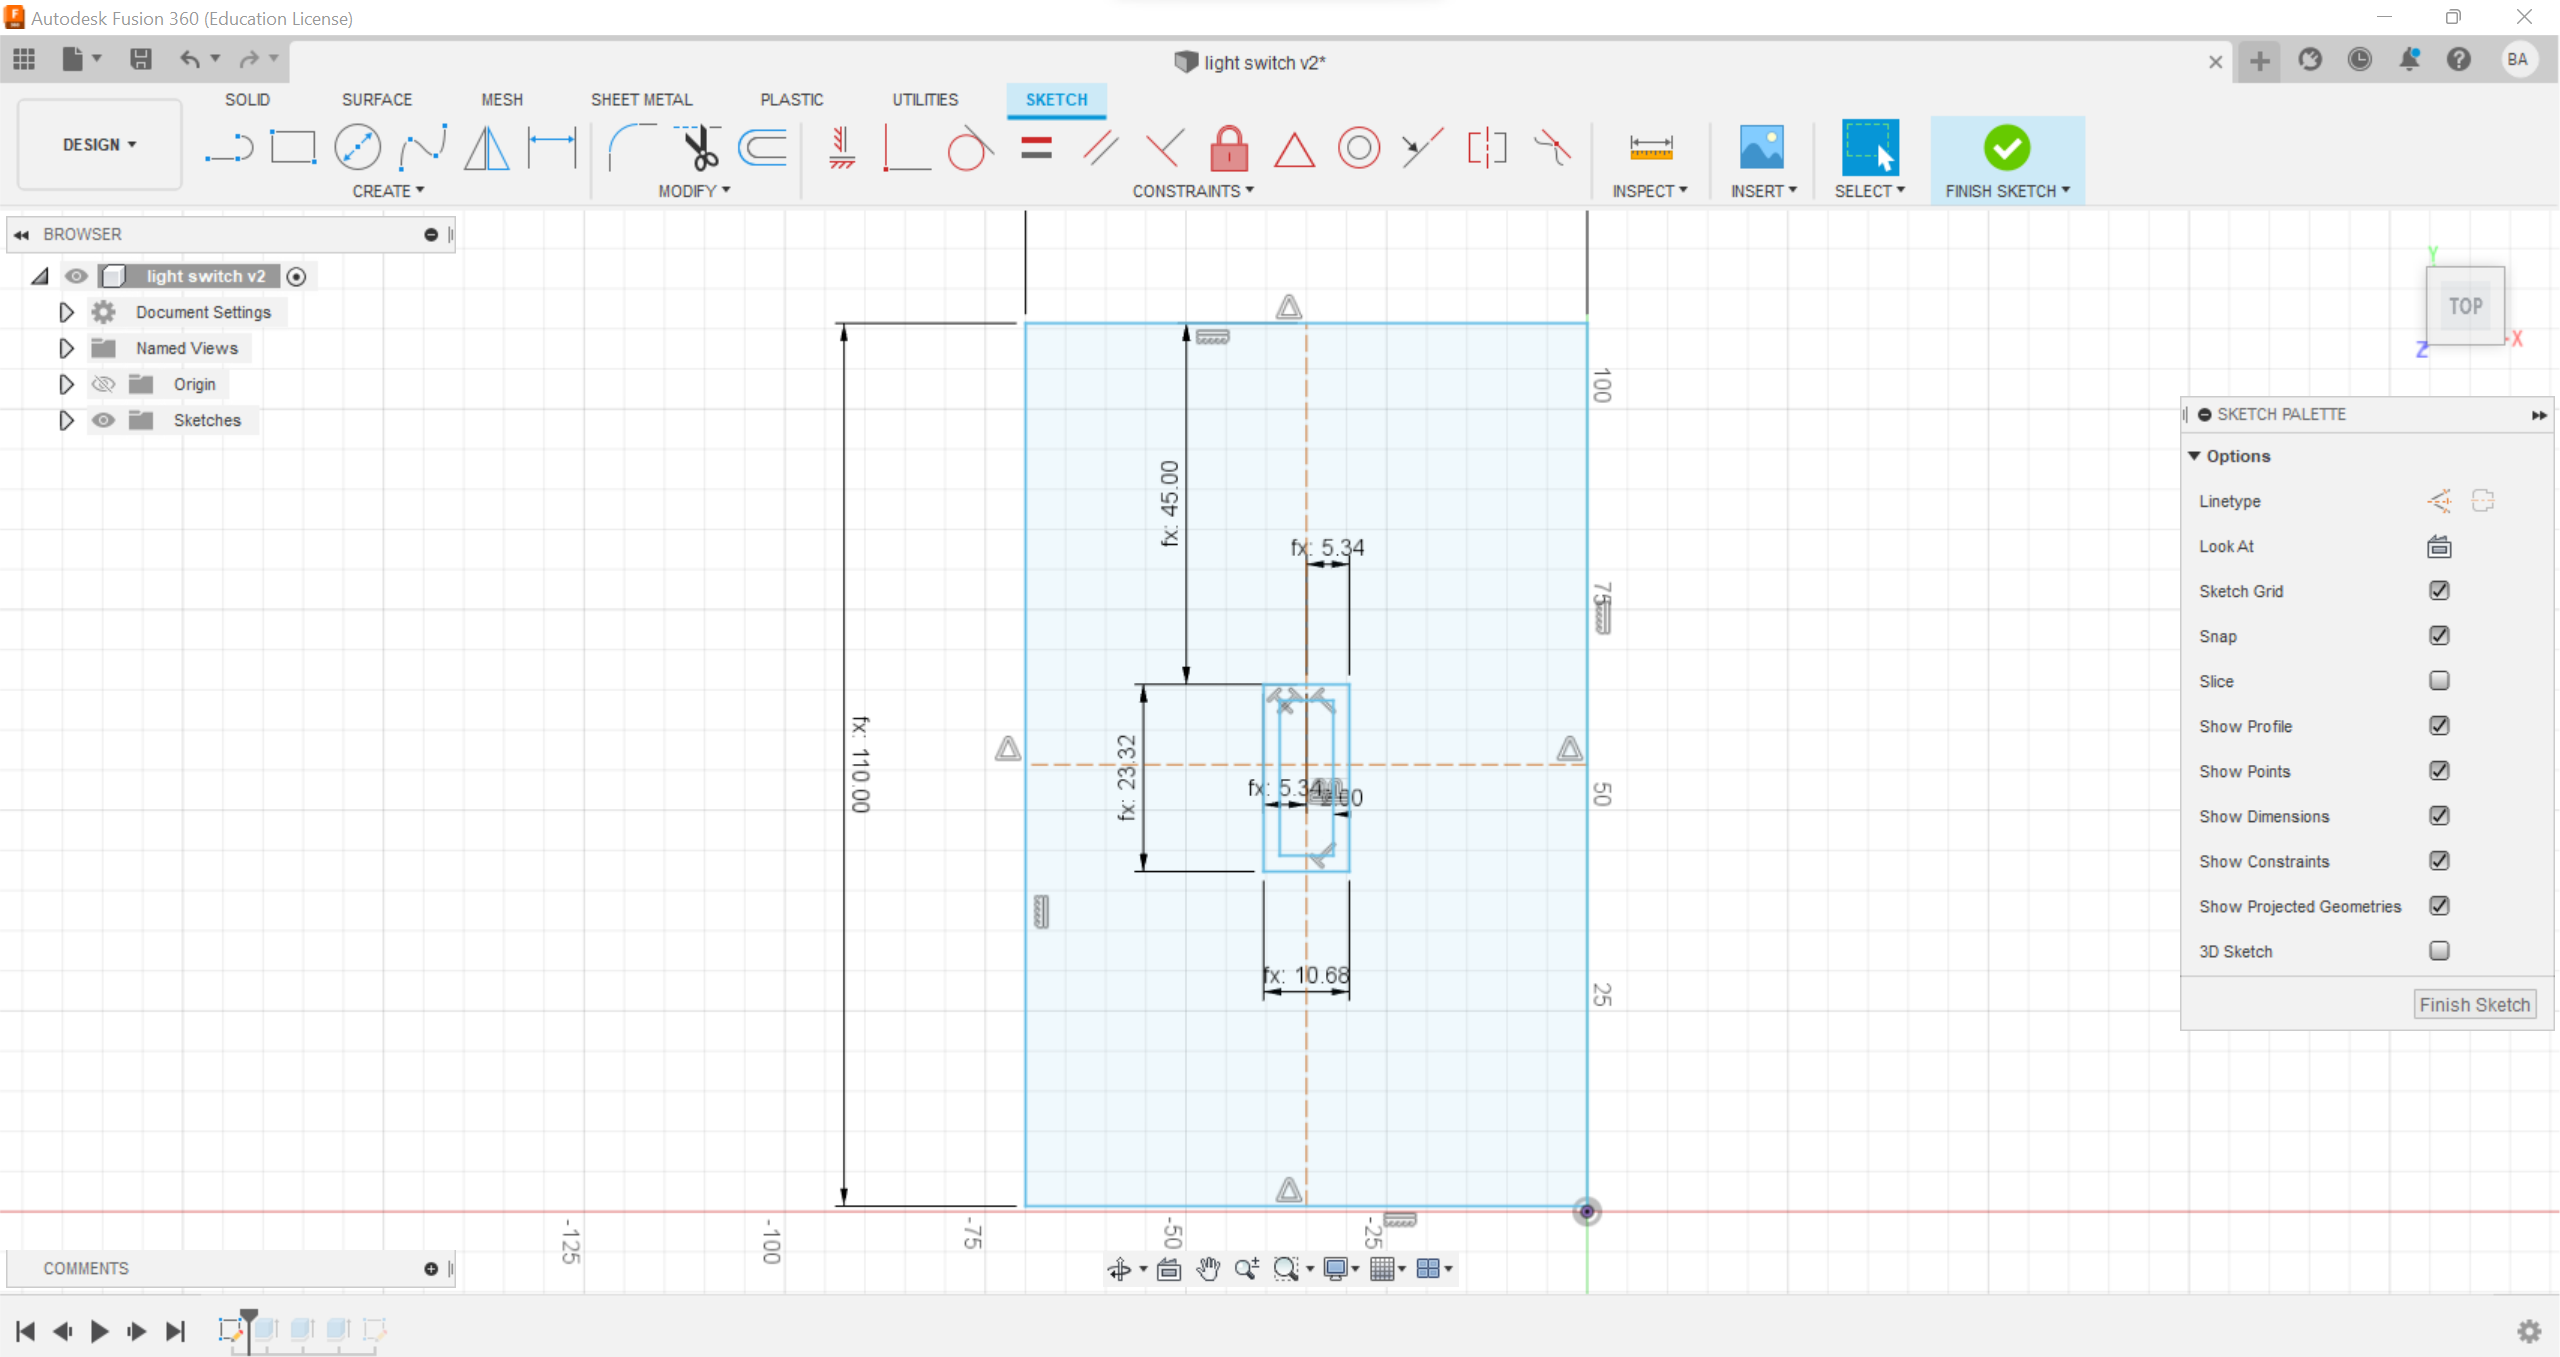 Autodesk Fusion 360 (Education License)
light switch v2*
BA
SOLID SURFACE MESH SHEET METAL PLASTIC UTILITIES SKETCH
DESIGN
CREATE MODIFY CONSTRAINTS INSPECT INSERT SELECT FINISH SKETCH
BROWSER
light switch v2
Document Settings
Named Views
Origin
Sketches
Y
TOP
X
Z
SKETCH PALETTE
Options
Linetype
Look At
Sketch Grid
Snap
Slice
Show Profile
Show Points
Show Dimensions
Show Constraints
Show Projected Geometries
3D Sketch
Finish Sketch
100
fx: 45.00
fx: 5.34
75
fx: 110.00
fx: 23.32
fx: 5.34
50
fx: 10.68
25
-125
-100
-75
-50
-25
COMMENTS